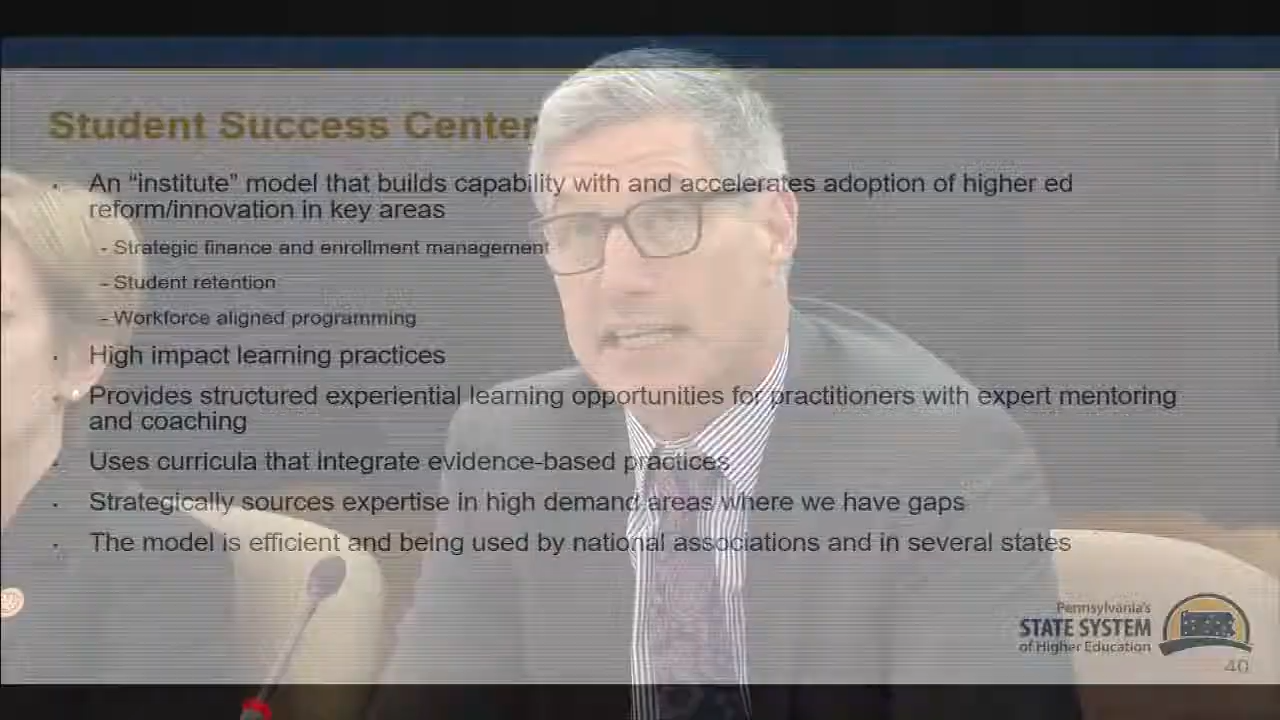 Student Success Center
An “institute” model that builds capability with and accelerates adoption of higher ed
reform/innovation in key areas
- Strategic finance and enrollment management
- Student retention
- Workforce aligned programming
High impact learning practices
Provides structured experiential learning opportunities for practitioners with expert mentoring
and coaching
Uses curricula that integrate evidence-based practices
Strategically sources expertise in high demand areas where we have gaps
The model is efficient and being used by national associations and in several states
Pennsylvania's
STATE SYSTEM
of Higher Education
40